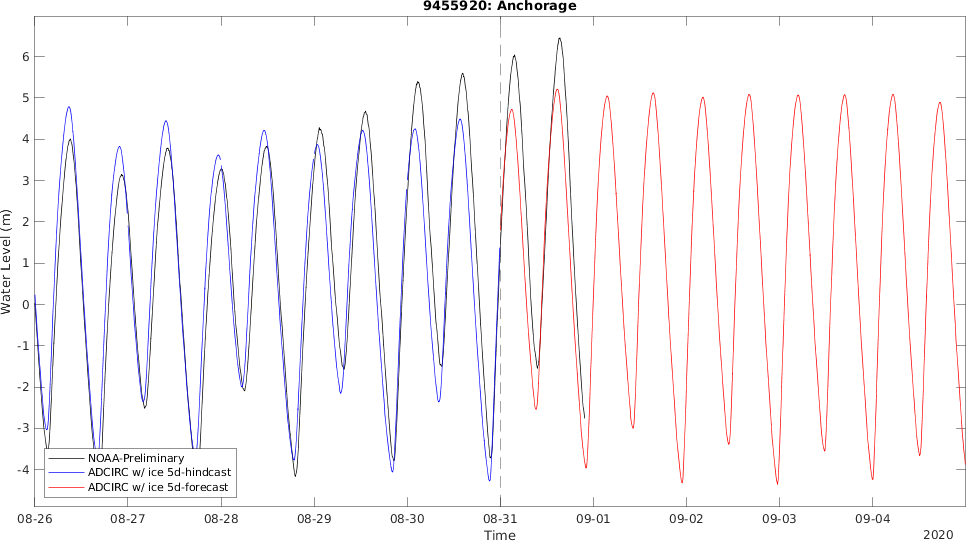 9455920: Anchorage
6
5
4
3
2
1
0
-1
-2
-3
-4
Water Level (m)
NOAA-Preliminary
ADCIRC w/ ice 5d-hindcast
ADCIRC w/ ice 5d-forecast
08-26 08-27 08-28 08-29 08-30 08-31 09-01 09-02 09-03 09-04
Time
2020